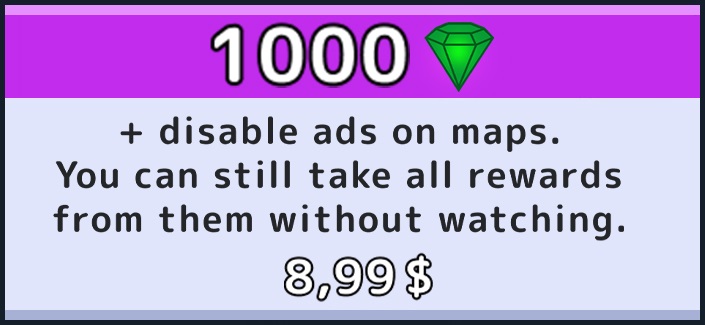 1000
+ disable ads on maps.
You can still take all rewards
from them without watching.
8,99 $